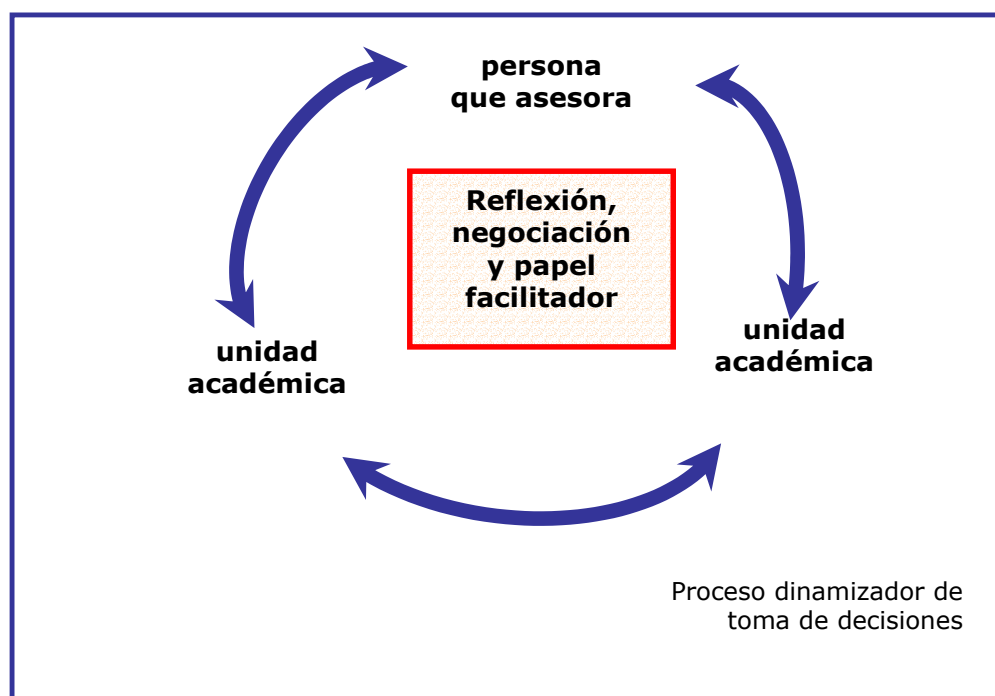 persona
que asesora
Reflexión,
negociación
y papel
facilitador
unidad
académica
unidad
académica
Proceso dinamizador de
toma de decisiones